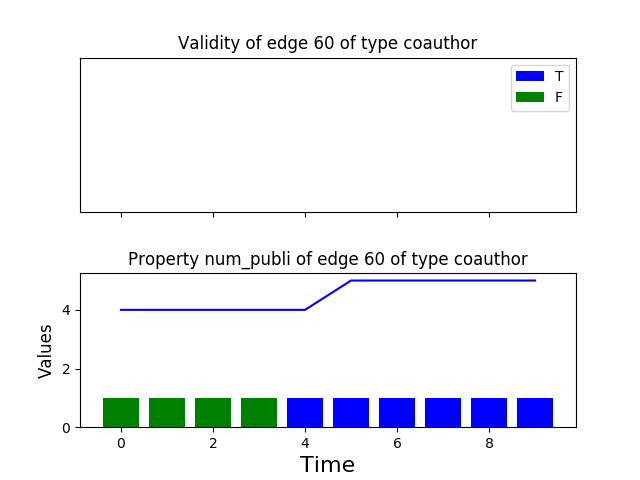 Validity of edge 60 of type coauthor
T
F
Property num_publi of edge 60 of type coauthor
4
2
0
Values
0 2 4 6 8
Time